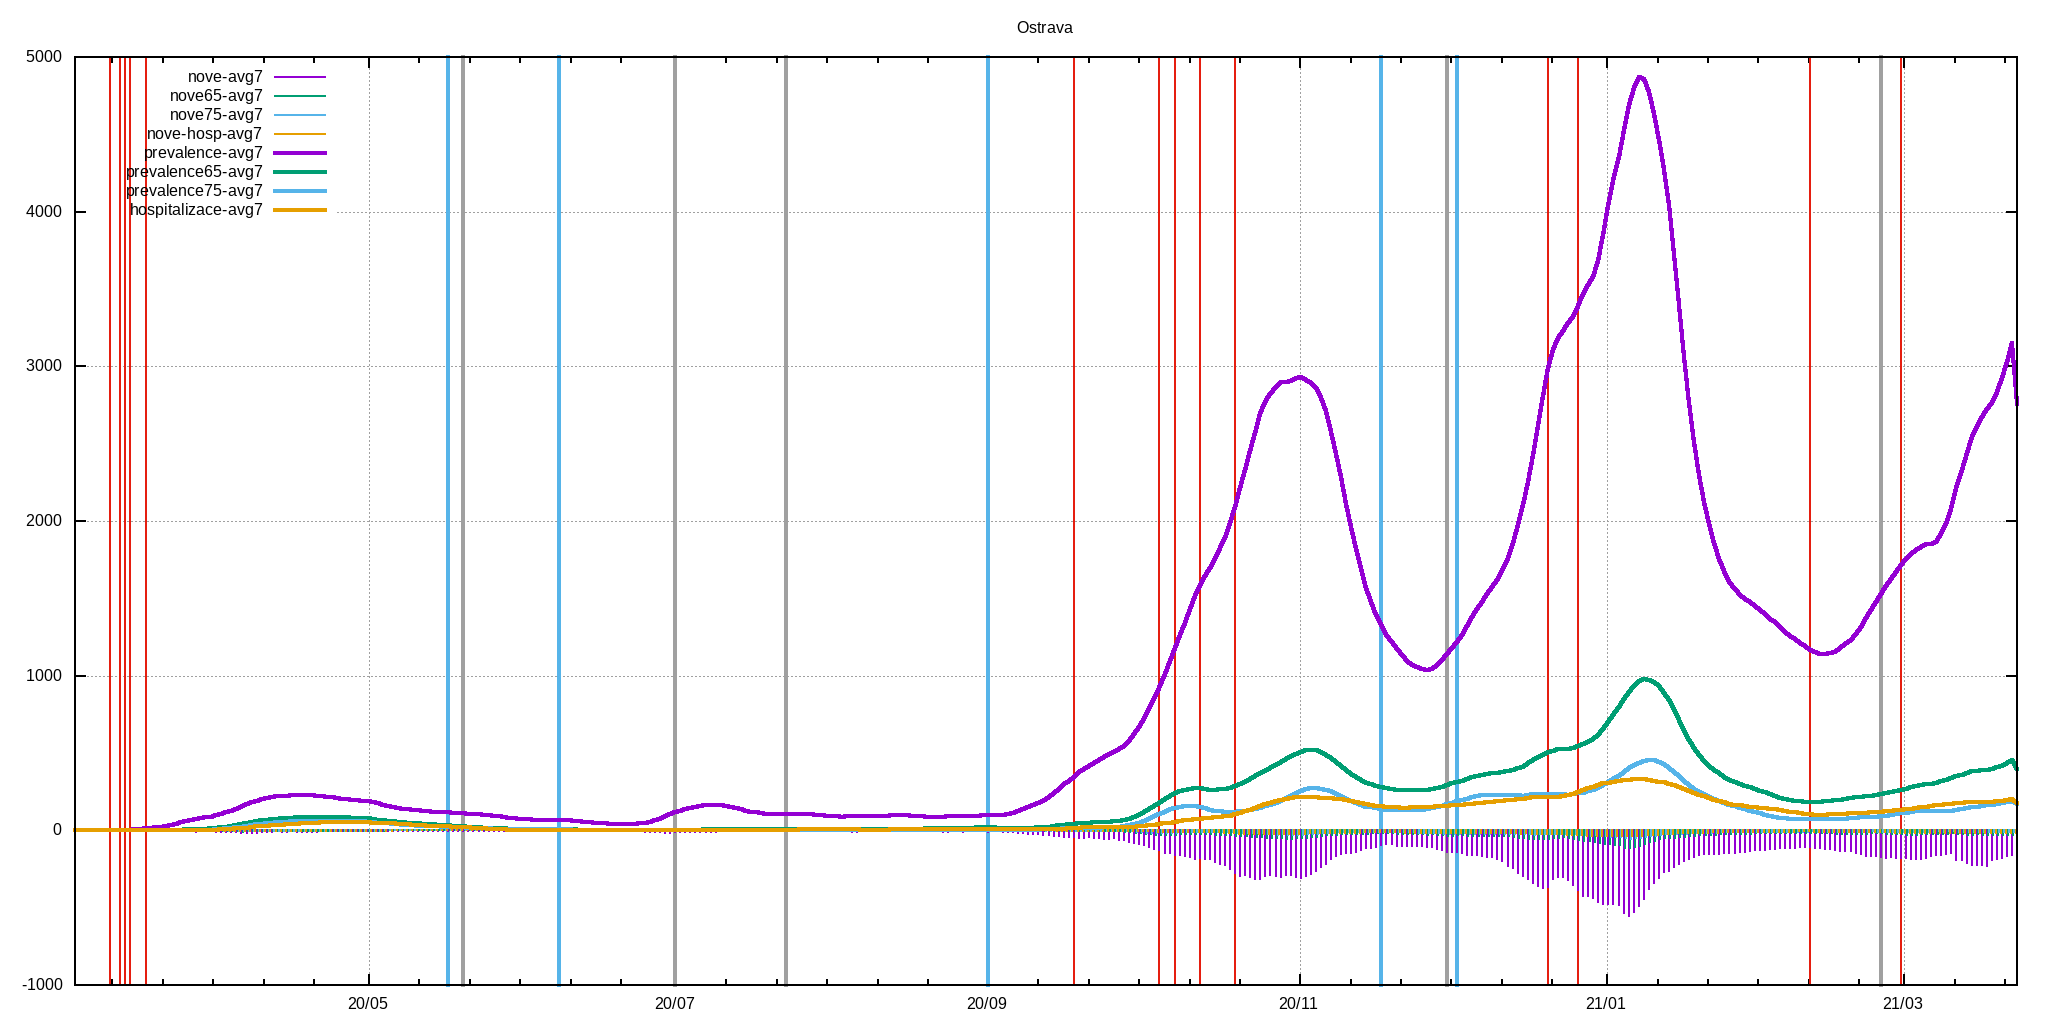 Ostrava
5000
4000
3000
2000
1000
0
-1000
nove-avg7
nove65-avg7
nove75-avg7
nove-hosp-avg7
prevalence-avg7
prevalence65-avg7
prevalence75-avg7
hospitalizace-avg7
20/05
20/07
20/09
20/11
21/01
21/03